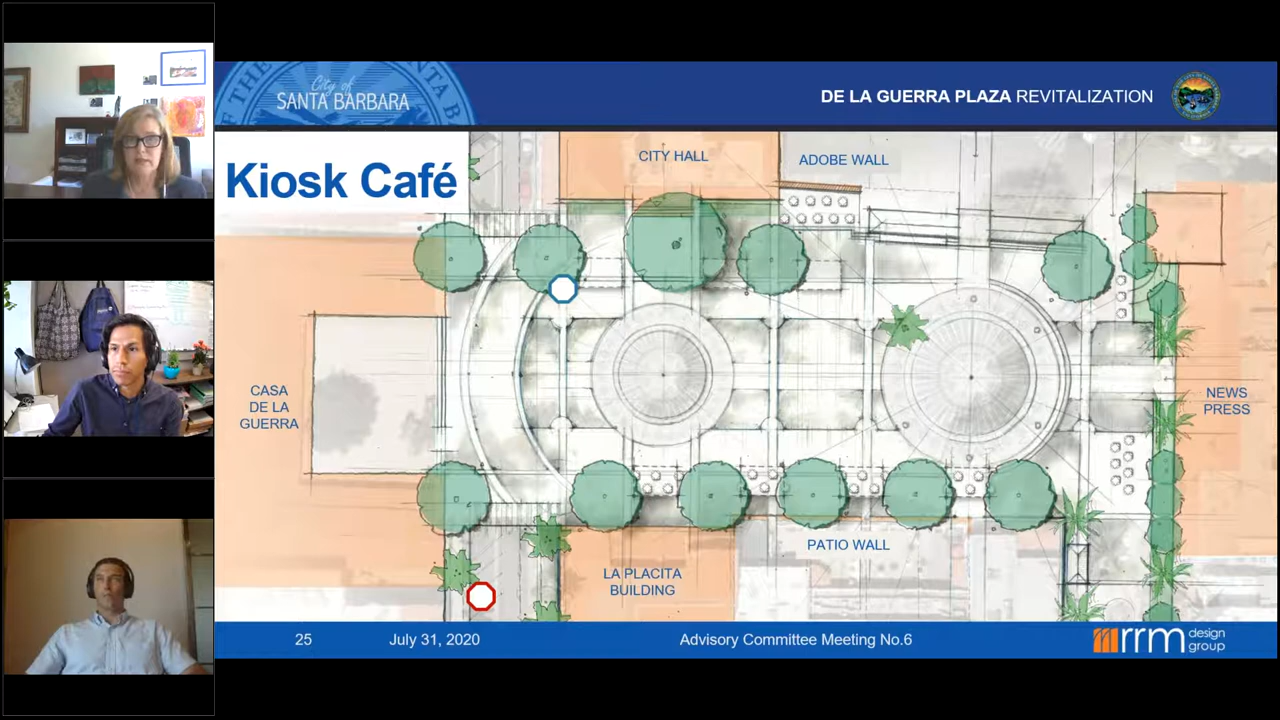 City of
SANTA BARBARA
DE LA GUERRA PLAZA REVITALIZATION
Kiosk Café
CITY HALL
ADOBE WALL
CASA
DE LA
GUERRA
NEWS
PRESS
PATIO WALL
LA PLACITA
BUILDING
25
July 31, 2020
Advisory Committee Meeting No.6
rrm
design
group